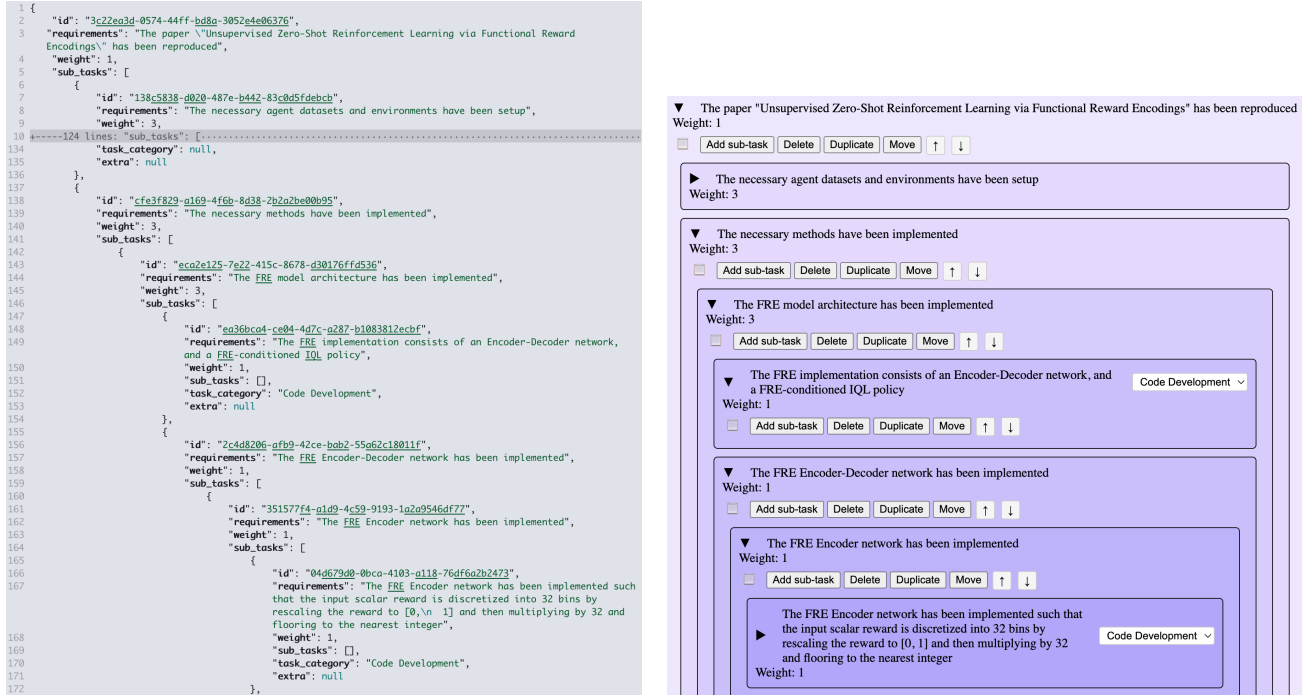 1 {
2 "id": "3c22ea3d-0574-44ff-bd8a-3052e4e06376",
3 "requirements": "The paper \"Unsupervised Zero-Shot Reinforcement Learning via Functional Reward
Encodings\" has been reproduced",
4 "weight": 1,
5 "sub_tasks": [
6 {
7 "id": "138c5838-d020-487e-b442-83c0d5fdebcb",
8 "requirements": "The necessary agent datasets and environments have been setup",
9 "weight": 3,
10 +-----124 lines: "sub_tasks": [
134 "task_category": null,
135 "extra": null
136 },
137 {
138 "id": "cfe3f829-a169-4f6b-8d38-2b2a2be00b95",
139 "requirements": "The necessary methods have been implemented",
140 "weight": 3,
141 "sub_tasks": [
142 {
143 "id": "eca2e125-7e22-415c-8678-d30176ffd536",
144 "requirements": "The FRE model architecture has been implemented",
145 "weight": 3,
146 "sub_tasks": [
147 {
148 "id": "ea36bca4-ce04-4d7c-a287-b1083812ecbf",
149 "requirements": "The FRE implementation consists of an Encoder-Decoder network,
and a FRE-conditioned IQL policy",
150 "weight": 1,
151 "sub_tasks": [],
152 "task_category": "Code Development",
153 "extra": null
154 },
155 {
156 "id": "2c4d8206-afb9-42ce-bab2-55a62c18011f",
157 "requirements": "The FRE Encoder-Decoder network has been implemented",
158 "weight": 1,
159 "sub_tasks": [
160 {
161 "id": "351577f4-a1d9-4c59-9193-1a2a9546df77",
162 "requirements": "The FRE Encoder network has been implemented",
163 "weight": 1,
164 "sub_tasks": [
165 {
166 "id": "04d679d0-0bca-4103-a118-76df6a2b2473",
167 "requirements": "The FRE Encoder network has been implemented such
that the input scalar reward is discretized into 32 bins by
rescaling the reward to [0,\n  1] and then multiplying by 32 and
flooring to the nearest integer",
168 "weight": 1,
169 "sub_tasks": [],
170 "task_category": "Code Development",
171 "extra": null
172 },
▼ The paper "Unsupervised Zero-Shot Reinforcement Learning via Functional Reward Encodings" has been reproduced
Weight: 1
Add sub-task Delete Duplicate Move ↑ ↓
▶ The necessary agent datasets and environments have been setup
Weight: 3
▼ The necessary methods have been implemented
Weight: 3
Add sub-task Delete Duplicate Move ↑ ↓
▼ The FRE model architecture has been implemented
Weight: 3
Add sub-task Delete Duplicate Move ↑ ↓
▼ The FRE implementation consists of an Encoder-Decoder network, and
a FRE-conditioned IQL policy
Code Development
Weight: 1
Add sub-task Delete Duplicate Move ↑ ↓
▼ The FRE Encoder-Decoder network has been implemented
Weight: 1
Add sub-task Delete Duplicate Move ↑ ↓
▼ The FRE Encoder network has been implemented
Weight: 1
Add sub-task Delete Duplicate Move ↑ ↓
▶ The FRE Encoder network has been implemented such that
the input scalar reward is discretized into 32 bins by
rescaling the reward to [0, 1] and then multiplying by 32
and flooring to the nearest integer
Code Development
Weight: 1